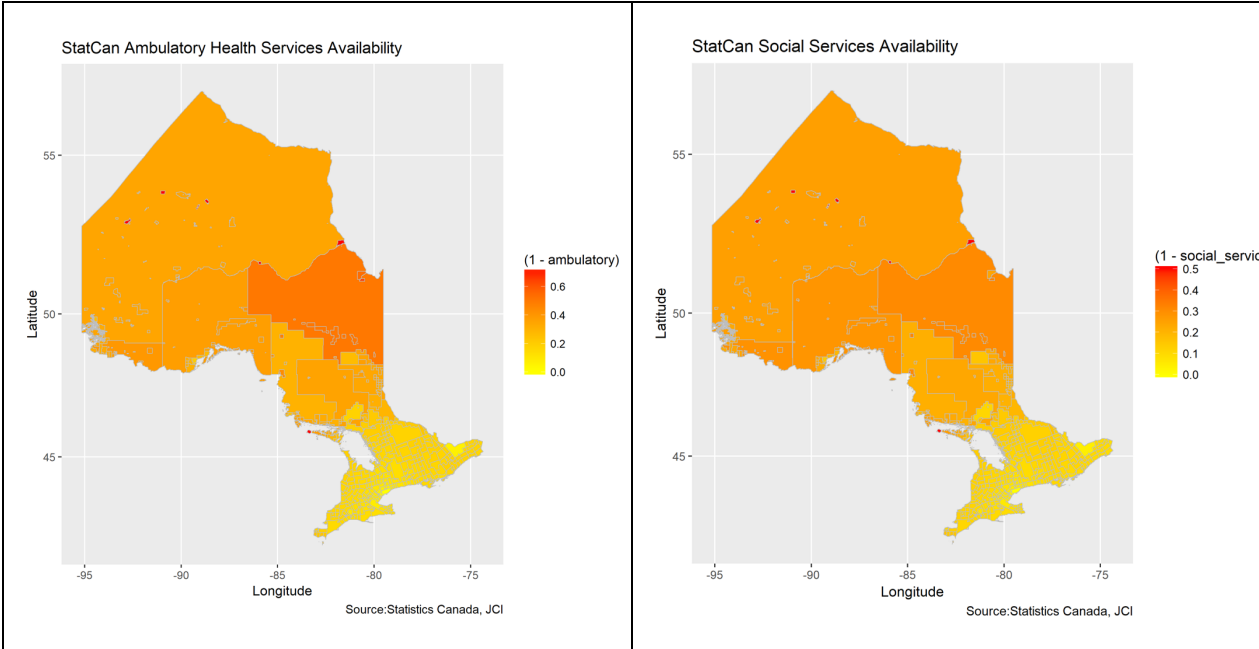 StatCan Ambulatory Health Services Availability
55
50
45
Latitude
-95
-90
-85
-80
-75
Longitude
(1 - ambulatory)
0.6
0.4
0.2
0.0
Source:Statistics Canada, JCI
StatCan Social Services Availability
55
50
45
Latitude
-95
-90
-85
-80
-75
Longitude
(1 - social_servic
0.5
0.4
0.3
0.2
0.1
0.0
Source:Statistics Canada, JCI